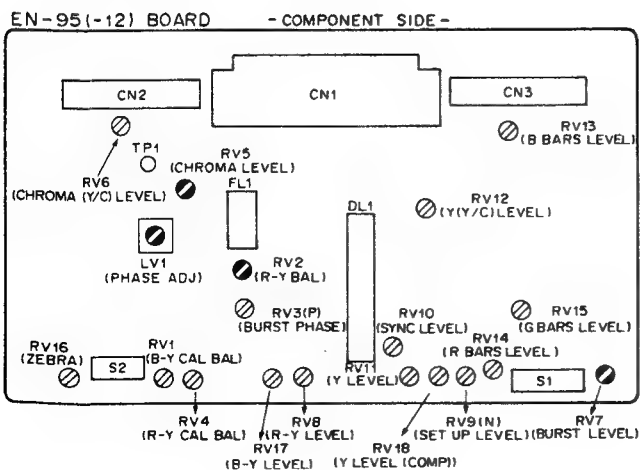 EN-95(-12) BOARD
-COMPONENT SIDE-
CN2
CN1
CN3
TP1
RV5
(CHROMA LEVEL)
RV13
(B BARS LEVEL)
RV6
(CHROMA (Y/C) LEVEL)
FL1
DL1
RV12
(Y(Y/C) LEVEL)
LV1
(PHASE ADJ)
RV2
(R-Y BAL)
RV3(P)
(BURST PHASE)
RV10
(SYNC LEVEL)
RV15
(G BARS LEVEL)
RV16
(ZEBRA)
S2
RV1
(B-Y CAL BAL)
RV11
(Y LEVEL)
RV14
(R BARS LEVEL)
S1
RV4
(R-Y CAL BAL)
RV17
(B-Y LEVEL)
RV8
(R-Y LEVEL)
RV18
(Y LEVEL (COMP))
RV9(N)
(SET UP LEVEL)
RV7
(BURST LEVEL)